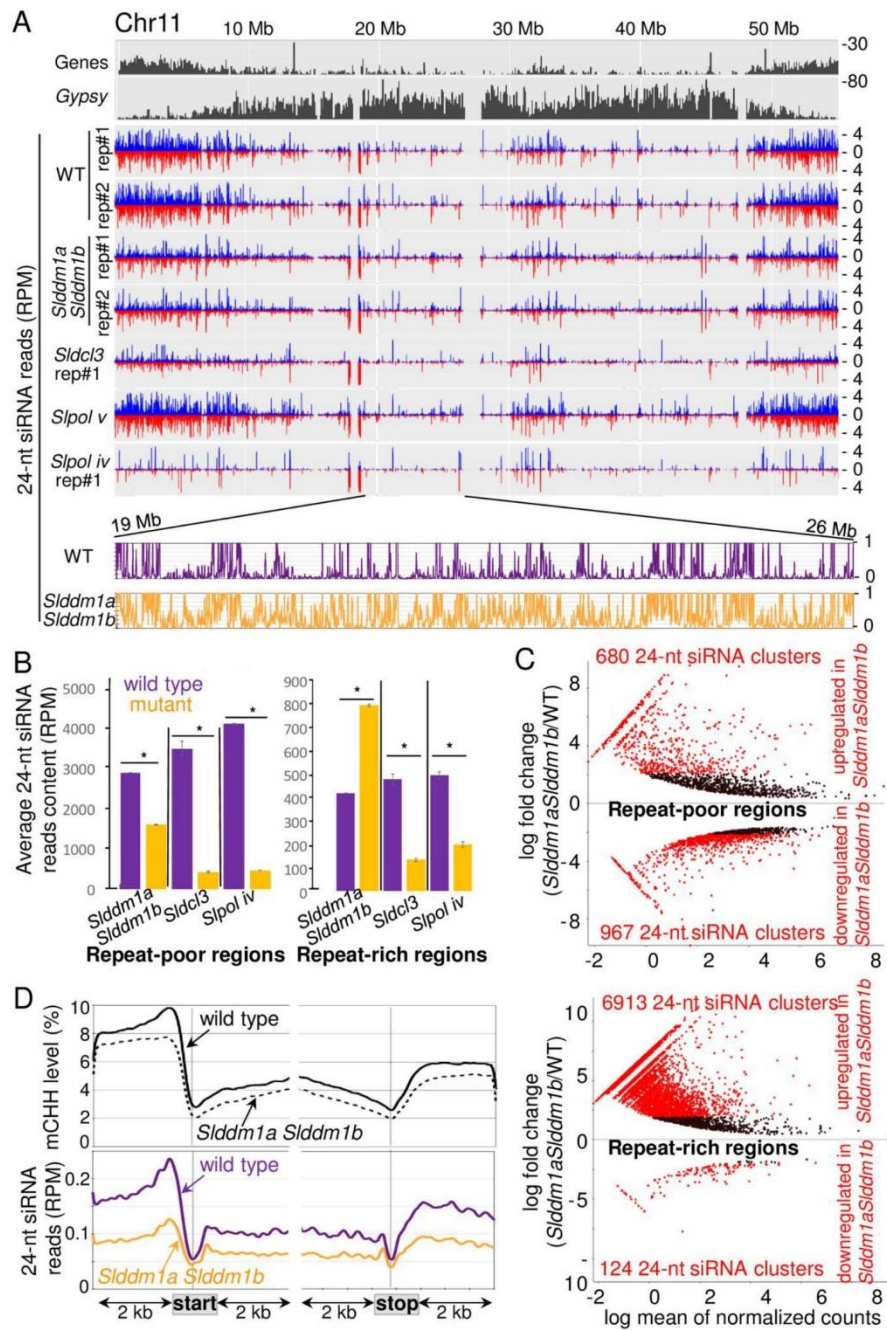 A
Chr11
10 Mb 20 Mb 30 Mb 40 Mb 50 Mb
Genes
-30
Gypsy
-80
24-nt siRNA reads (RPM)
WT
rep#1
4
0
4
rep#2
4
0
4
Slddm1a
Slddm1b
rep#1
4
0
4
rep#2
4
0
4
Sldcl3
rep#1
4
0
4
Slpol v
4
0
4
Slpol iv
rep#1
4
0
4
19 Mb
26 Mb
WT
1
0
Slddm1a
Slddm1b
1
0
B
Average 24-nt siRNA
reads content (RPM)
5000
4000
3000
2000
1000
0
wild type
mutant
* * *
Slddm1a
Slddm1b
Sldcl3
Slpol iv
Repeat-poor regions
900
800
700
600
500
400
300
200
100
0
* * *
Slddm1a
Slddm1b
Sldcl3
Slpol iv
Repeat-rich regions
C
log fold change
(Slddm1aSlddm1b/WT)
8
4
0
-4
-8
680 24-nt siRNA clusters
upregulated in
Slddm1aSlddm1b
Repeat-poor regions
downregulated in
Slddm1aSlddm1b
967 24-nt siRNA clusters
-2 0 2 4 6 8
log fold change
(Slddm1aSlddm1b/WT)
10
5
0
-5
10
6913 24-nt siRNA clusters
upregulated in
Slddm1aSlddm1b
Repeat-rich regions
downregulated in
Slddm1aSlddm1b
124 24-nt siRNA clusters
-2 0 2 4 6 8
log mean of normalized counts
D
mCHH level (%)
10
8
6
4
2
0
wild type
Slddm1a Slddm1b
24-nt siRNA
reads (RPM)
0.2
0.1
0
wild type
Slddm1a Slddm1b
2 kb start 2 kb 2 kb stop 2 kb